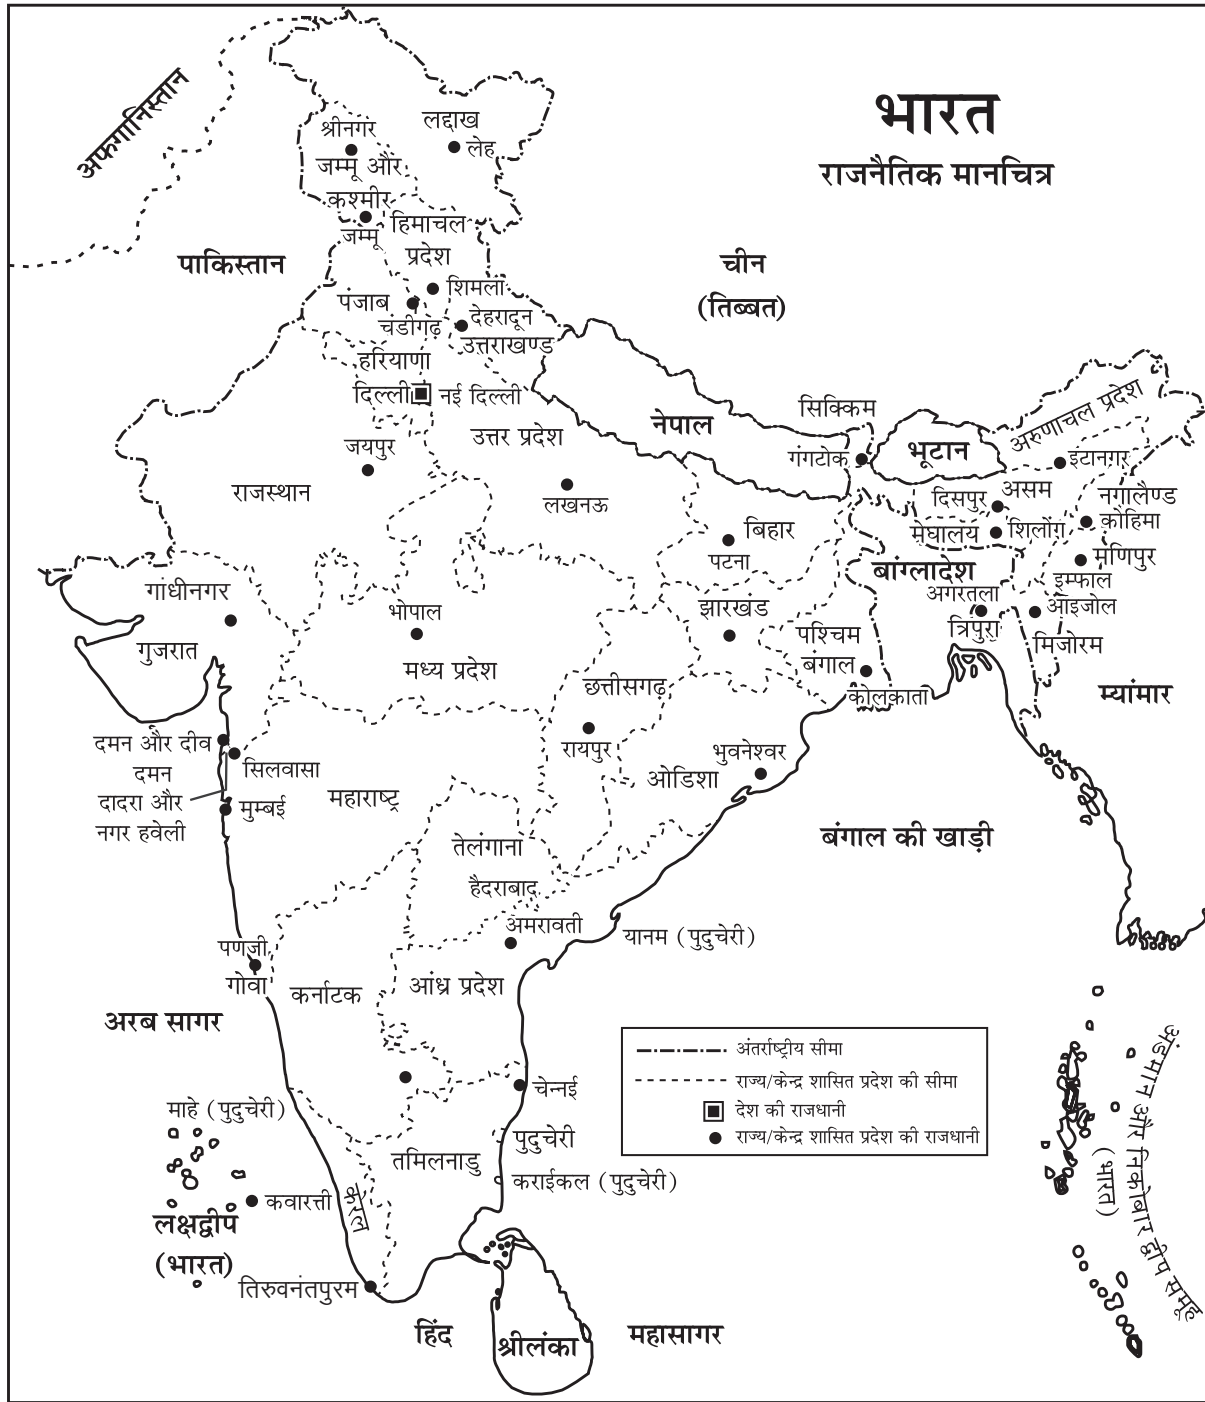 भारत
राजनैतिक मानचित्र
अफगानिस्तान
लद्दाख
श्रीनगर
लेह
जम्मू और
कश्मीर
जम्मू
हिमाचल
प्रदेश
पाकिस्तान
चीन
(तिब्बत)
शिमला
पंजाब
चंडीगढ़
देहरादून
उत्तराखण्ड
हरियाणा
दिल्ली
नई दिल्ली
नेपाल
सिक्किम
गंगटोक
भूटान
अरुणाचल प्रदेश
इंटानगर
उत्तर प्रदेश
जयपुर
राजस्थान
लखनऊ
दिसपुर
असम
नगालैण्ड
कोहिमा
मेघालय
शिलोंग
बिहार
पटना
मणिपुर
इम्फाल
बांग्लादेश
अगरतला
आइजोल
त्रिपुरा
मिजोरम
गांधीनगर
गुजरात
भोपाल
मध्य प्रदेश
झारखंड
पश्चिम
बंगाल
कोलकाता
म्यांमार
छत्तीसगढ़
रायपुर
भुवनेश्वर
ओडिशा
दमन और दीव
दमन
दादरा और
नगर हवेली
सिलवासा
मुम्बई
महाराष्ट्र
बंगाल की खाड़ी
तेलंगाना
हैदराबाद
अमरावती
यानम (पुदुचेरी)
पणजी
गोवा
कर्नाटक
आंध्र प्रदेश
अरब सागर
अंतर्राष्ट्रीय सीमा
राज्य/केन्द्र शासित प्रदेश की सीमा
देश की राजधानी
राज्य/केन्द्र शासित प्रदेश की राजधानी
चेन्नई
माहे (पुदुचेरी)
पुदुचेरी
तमिलनाडु
कराईकल (पुदुचेरी)
कवारत्ती
केरल
लक्षद्वीप
(भारत)
तिरुवनंतपुरम
अंडमान और निकोबार द्वीप समूह
(भारत)
हिंद
श्रीलंका
महासागर